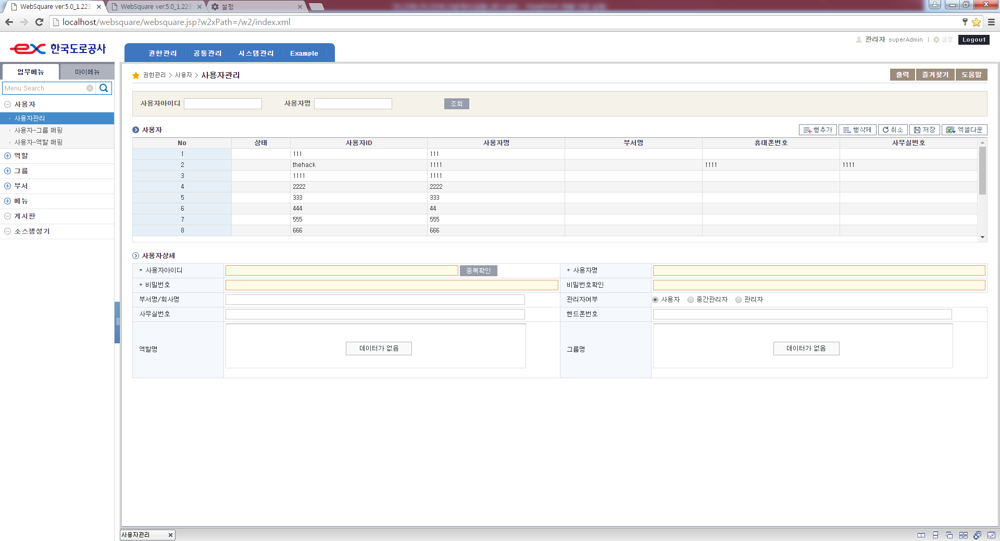 WebSquare ver:5.0_1.223
WebSquare ver:5.0_1.223
설정
localhost/websquare/websquare.jsp?w2xPath=/w2/index.xml
관리자 superAdmin | 설정 Logout
ex 한국도로공사
권한관리 공통관리 시스템관리 Example
업무메뉴 마이메뉴
Menu Search
사용자
· 사용자관리
· 사용자-그룹 매핑
· 사용자-역할 매핑
역할
그룹
부서
메뉴
게시판
소스생성기
권한관리 > 사용자 > 사용자관리
출력 즐겨찾기 도움말
사용자아이디 사용자명 조회
사용자
행추가 행삭제 취소 저장 엑셀다운
No 상태 사용자ID 사용자명 부서명 휴대폰번호 사무실번호
1 111 111
2 thehack 1111 1111 1111
3 1111 1111
4 2222 2222
5 333 333
6 444 44
7 555 555
8 666 666
사용자상세
* 사용자아이디 중복확인 * 사용자명
* 비밀번호 비밀번호확인
부서명/회사명 관리자여부 사용자 중간관리자 관리자
사무실번호 핸드폰번호
역할명 데이터가 없음 그룹명 데이터가 없음
사용자관리